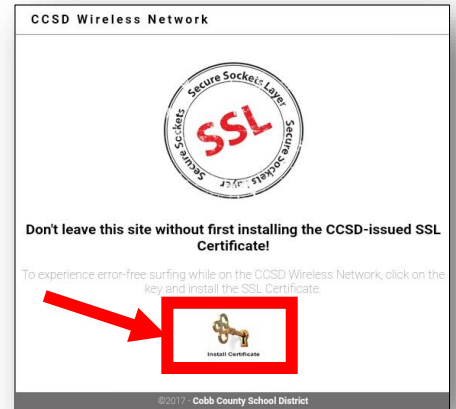 CCSD Wireless Network
Secure Sockets Layer
Secure Sockets Layer
SSL
Secure Sockets Layer
Don't leave this site without first installing the CCSD-issued SSL
Certificate!
To experience error-free surfing while on the CCSD Wireless Network, click on the
key and install the SSL Certificate.
Install Certificate
©2017 - Cobb County School District